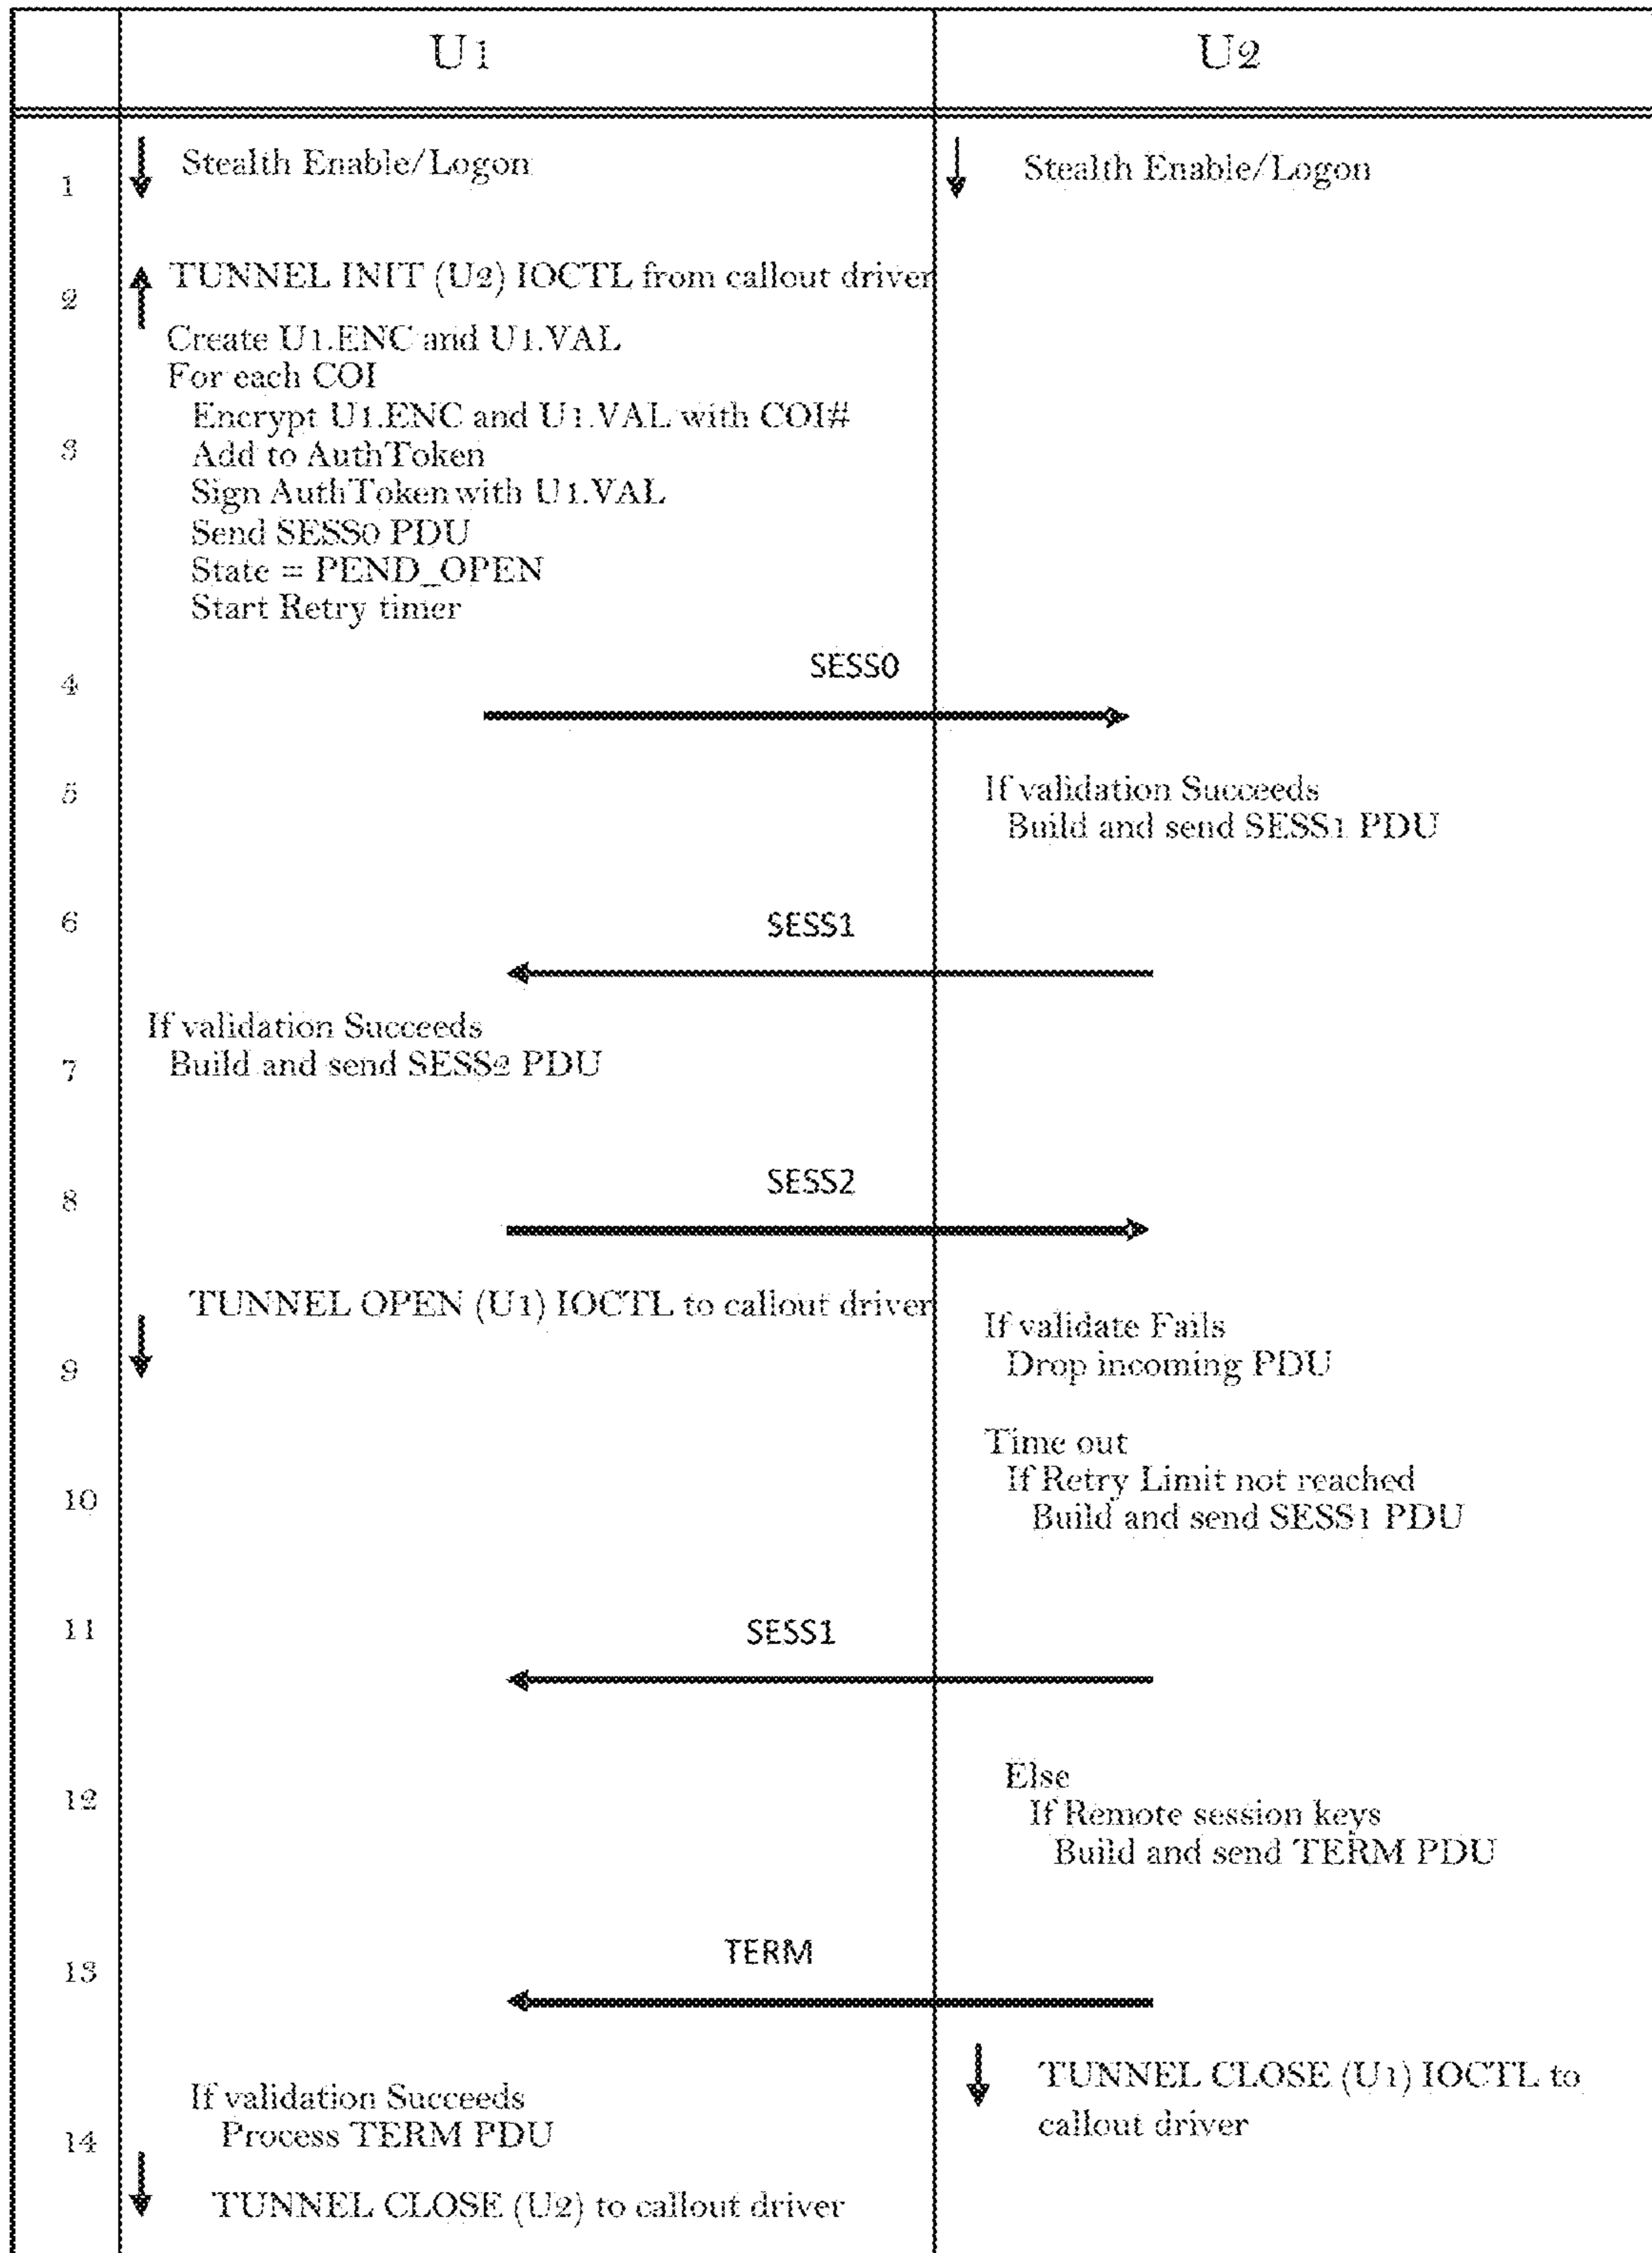 U1 U2
1 Stealth Enable/Logon Stealth Enable/Logon
2 TUNNEL INIT (U2) IOCTL from callout driver
Create U1.ENC and U1.VAL
For each COI
Encrypt U1.ENC and U1.VAL with COI#
3 Add to AuthToken
Sign AuthToken with U1.VAL
Send SESS0 PDU
State = PEND_OPEN
Start Retry timer
SESS0
4
5 If validation Succeeds
Build and send SESS1 PDU
6 SESS1
If validation Succeeds
7 Build and send SESS2 PDU
SESS2
8
TUNNEL OPEN (U1) IOCTL to callout driver
If validate Fails
9 Drop incoming PDU
Time out
If Retry Limit not reached
10 Build and send SESS1 PDU
11 SESS1
Else
12 If Remote session keys
Build and send TERM PDU
TERM
13
TUNNEL CLOSE (U1) IOCTL to
callout driver
If validation Succeeds
14 Process TERM PDU
TUNNEL CLOSE (U2) to callout driver